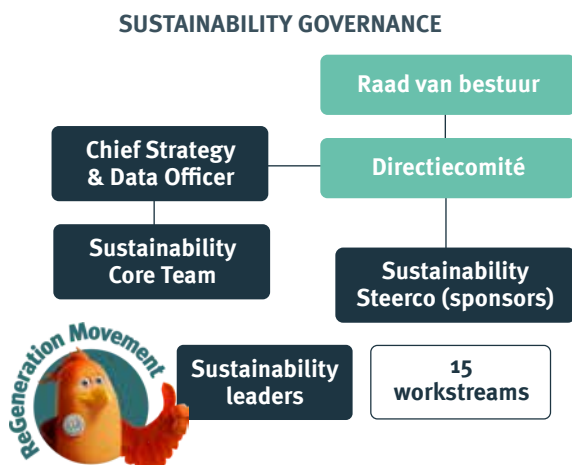 SUSTAINABILITY GOVERNANCE
Raad van bestuur
Chief Strategy
& Data Officer
Directiecomité
Sustainability
Core Team
Sustainability
Steerco (sponsors)
ReGeneration Movement
Sustainability
leaders
15
workstreams